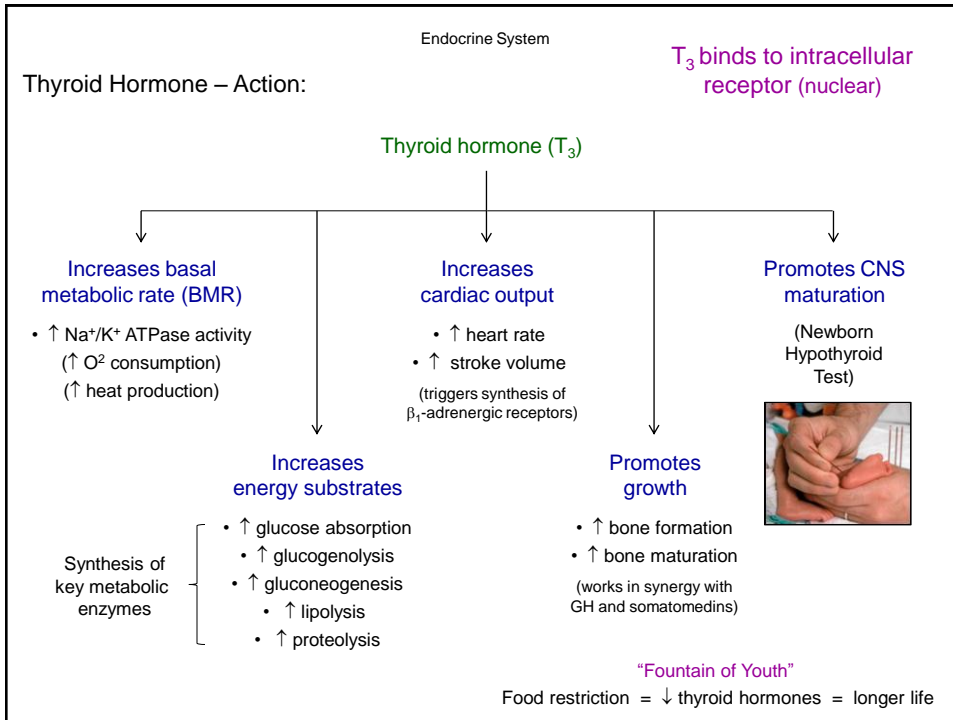 Endocrine System
T₃ binds to intracellular
receptor (nuclear)
Thyroid Hormone – Action:
Thyroid hormone (T₃)
Increases basal
metabolic rate (BMR)
• ↑ Na⁺/K⁺ ATPase activity
(↑ O² consumption)
(↑ heat production)
Increases
cardiac output
• ↑ heart rate
• ↑ stroke volume
(triggers synthesis of
β₁-adrenergic receptors)
Promotes CNS
maturation
(Newborn
Hypothyroid
Test)
Increases
energy substrates
Synthesis of
key metabolic
enzymes
• ↑ glucose absorption
• ↑ glucogenolysis
• ↑ gluconeogenesis
• ↑ lipolysis
• ↑ proteolysis
Promotes
growth
• ↑ bone formation
• ↑ bone maturation
(works in synergy with
GH and somatomedins)
“Fountain of Youth”
Food restriction = ↓ thyroid hormones = longer life